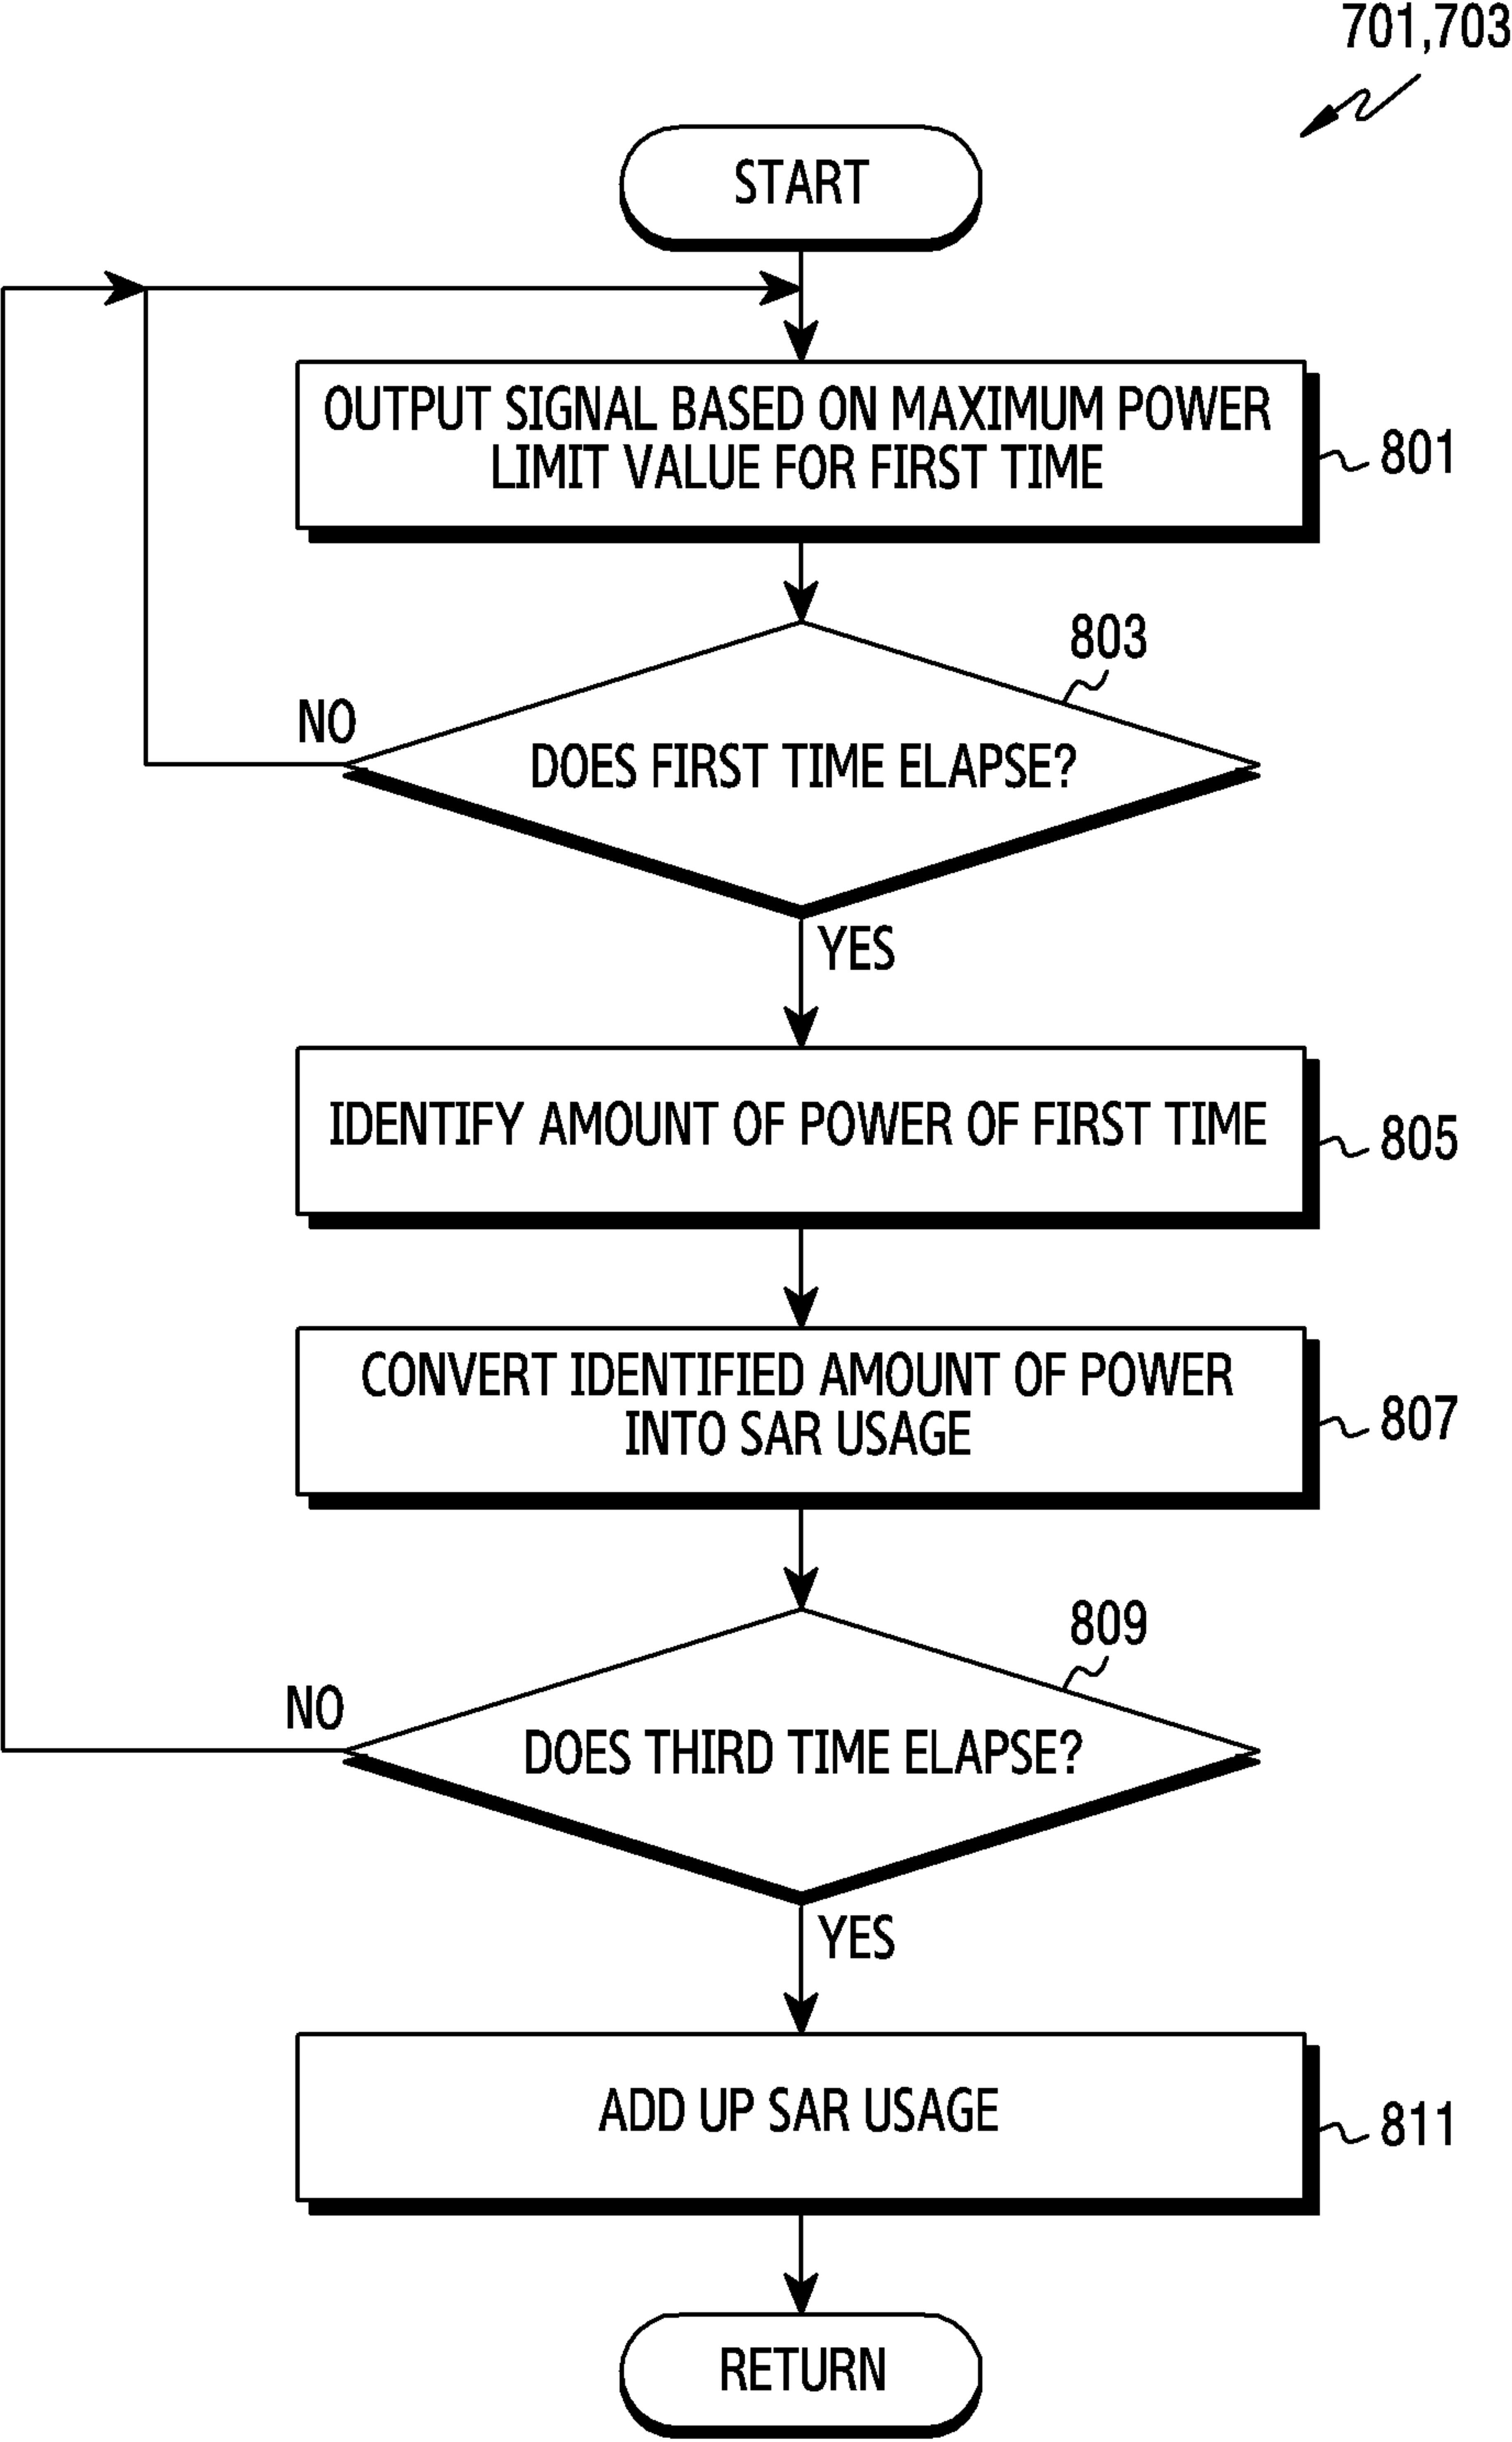 701,703
START
OUTPUT SIGNAL BASED ON MAXIMUM POWER
LIMIT VALUE FOR FIRST TIME
801
803
NO
DOES FIRST TIME ELAPSE?
YES
IDENTIFY AMOUNT OF POWER OF FIRST TIME
805
CONVERT IDENTIFIED AMOUNT OF POWER
INTO SAR USAGE
807
809
NO
DOES THIRD TIME ELAPSE?
YES
ADD UP SAR USAGE
811
RETURN